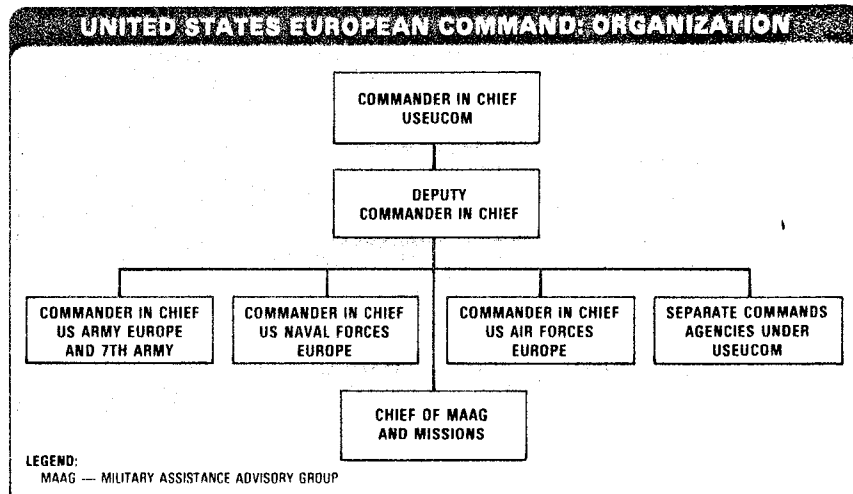 UNITED STATES EUROPEAN COMMAND: ORGANIZATION
COMMANDER IN CHIEF
USEUCOM
DEPUTY
COMMANDER IN CHIEF
COMMANDER IN CHIEF
US ARMY EUROPE
AND 7TH ARMY
COMMANDER IN CHIEF
US NAVAL FORCES
EUROPE
COMMANDER IN CHIEF
US AIR FORCES
EUROPE
SEPARATE COMMANDS
AGENCIES UNDER
USEUCOM
CHIEF OF MAAG
AND MISSIONS
LEGEND:
MAAG — MILITARY ASSISTANCE ADVISORY GROUP